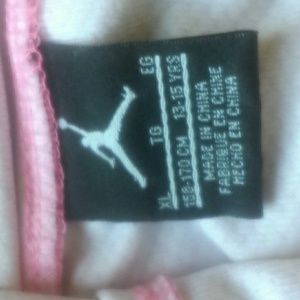 XL TG EG
158-170 CM 13-15 YRS
MADE IN CHINA
FABRIQUE EN CHINE
HECHO EN CHINA